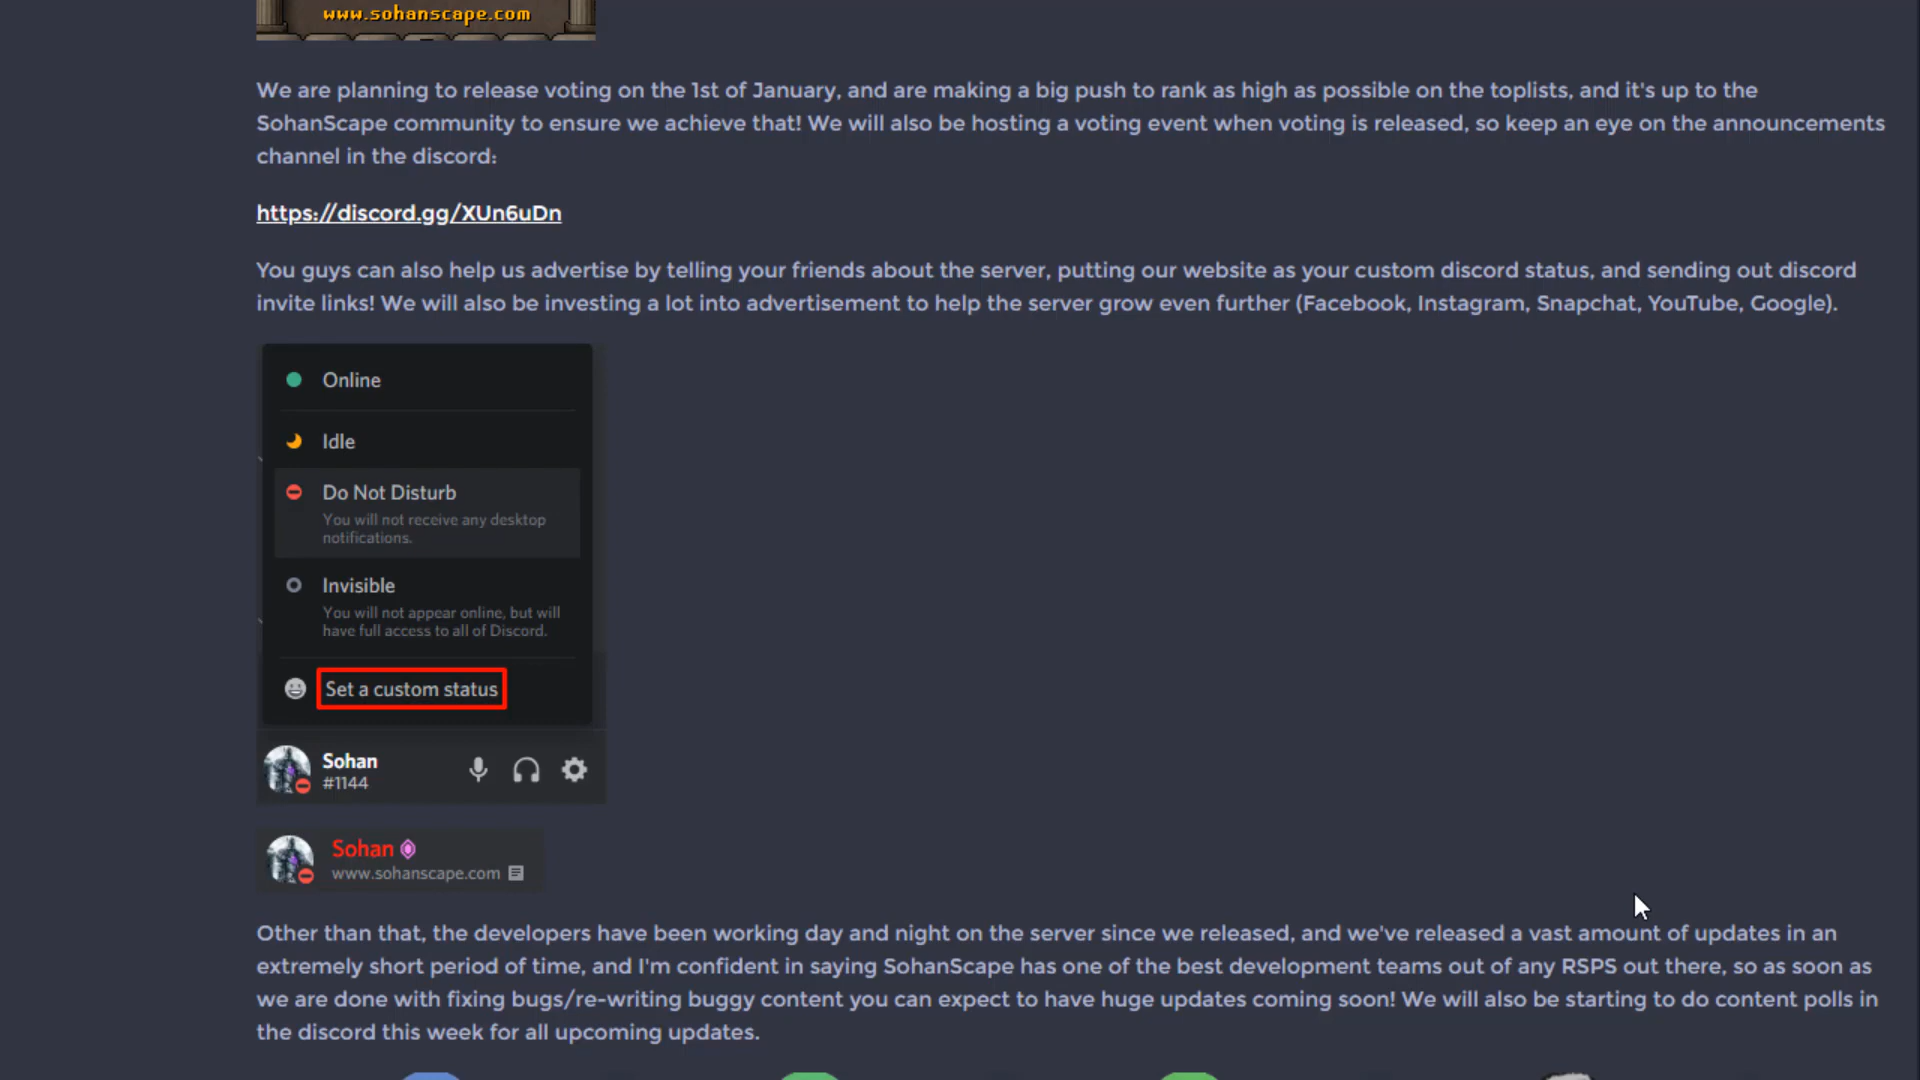 www.sohanscape.com
We are planning to release voting on the 1st of January, and are making a big push to rank as high as possible on the toplists, and it's up to the
SohanScape community to ensure we achieve that! We will also be hosting a voting event when voting is released, so keep an eye on the announcements
channel in the discord:
https://discord.gg/XUn6uDn
You guys can also help us advertise by telling your friends about the server, putting our website as your custom discord status, and sending out discord
invite links! We will also be investing a lot into advertisement to help the server grow even further (Facebook, Instagram, Snapchat, YouTube, Google).
Online
Idle
Do Not Disturb
You will not receive any desktop
notifications.
Invisible
You will not appear online, but will
have full access to all of Discord.
Set a custom status
Sohan
#1144
Sohan
www.sohanscape.com
Other than that, the developers have been working day and night on the server since we released, and we've released a vast amount of updates in an
extremely short period of time, and I'm confident in saying SohanScape has one of the best development teams out of any RSPS out there, so as soon as
we are done with fixing bugs/re-writing buggy content you can expect to have huge updates coming soon! We will also be starting to do content polls in
the discord this week for all upcoming updates.